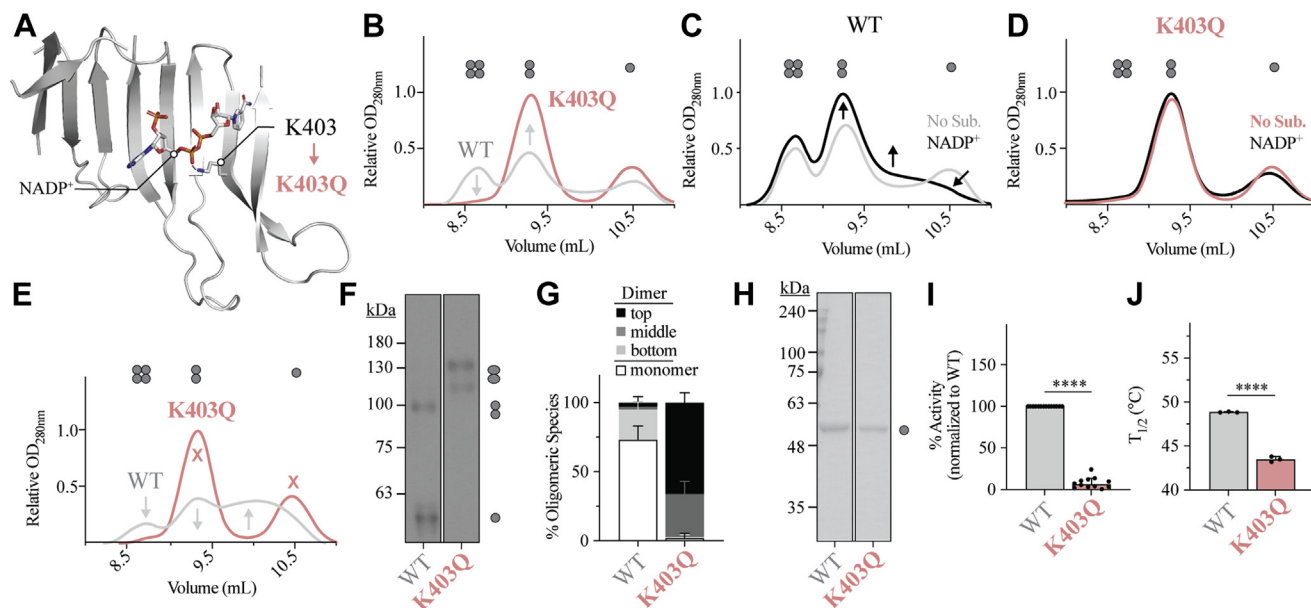 A
NADP+
K403
K403Q
B
Relative OD280nm
1.0
0.5
WT
K403Q
8.5
9.5
10.5
Volume (mL)
C
WT
Relative OD280nm
1.0
0.5
No Sub.
NADP+
8.5
9.5
10.5
Volume (mL)
D
K403Q
Relative OD280nm
1.0
0.5
No Sub.
NADP+
8.5
9.5
10.5
Volume (mL)
E
Relative OD280nm
1.0
0.5
WT
K403Q
X
X
8.5
9.5
10.5
Volume (mL)
F
kDa
180
130
100
75
63
WT
K403Q
G
Dimer
top
middle
bottom
monomer
% Oligomeric Species
100
50
0
WT
K403Q
H
kDa
240
100
75
63
48
35
WT
K403Q
I
% Activity
(normalized to WT)
100
50
0
****
WT
K403Q
J
T1/2 (°C)
55
50
45
40
****
WT
K403Q